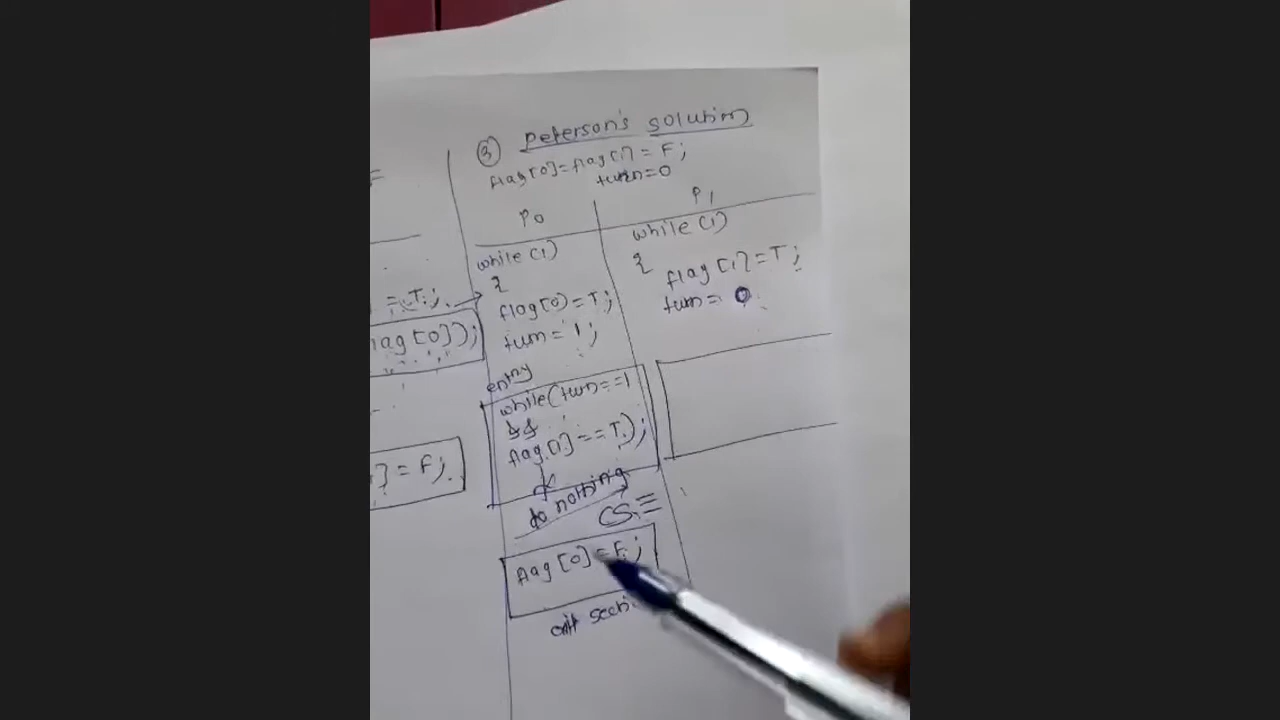 ③ Peterson's solution
flag[0]=flag[1]=F;
turn=0
P0
while(1)
{
flag[0]=T;
turn=1;
entry
while(turn==1
&&
flag[1]==T);
do nothing
CS
flag[0]=F;
exit section
P1
while(1)
{
flag[1]=T;
turn=0
=T;
flag[0]);
]=F;